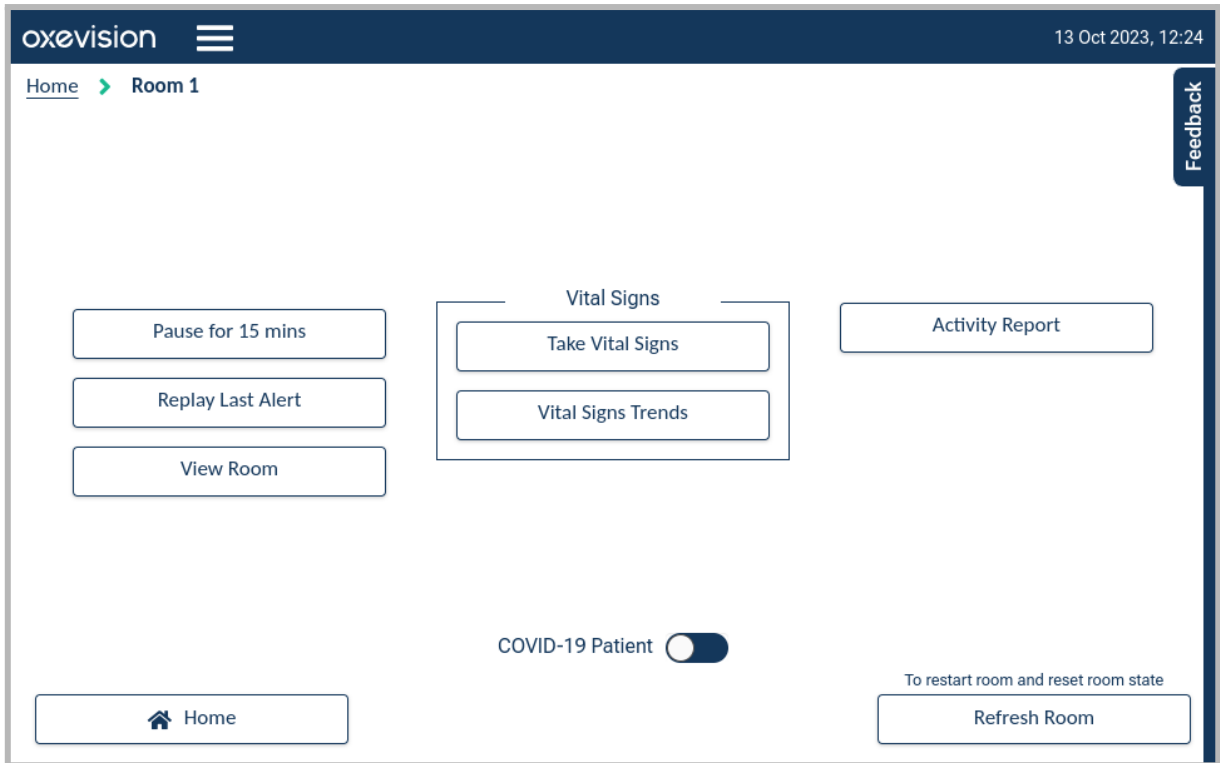 oxevision
13 Oct 2023, 12:24
Home > Room 1
Feedback
Pause for 15 mins
Replay Last Alert
View Room
Vital Signs
Take Vital Signs
Vital Signs Trends
Activity Report
COVID-19 Patient
To restart room and reset room state
Home
Refresh Room